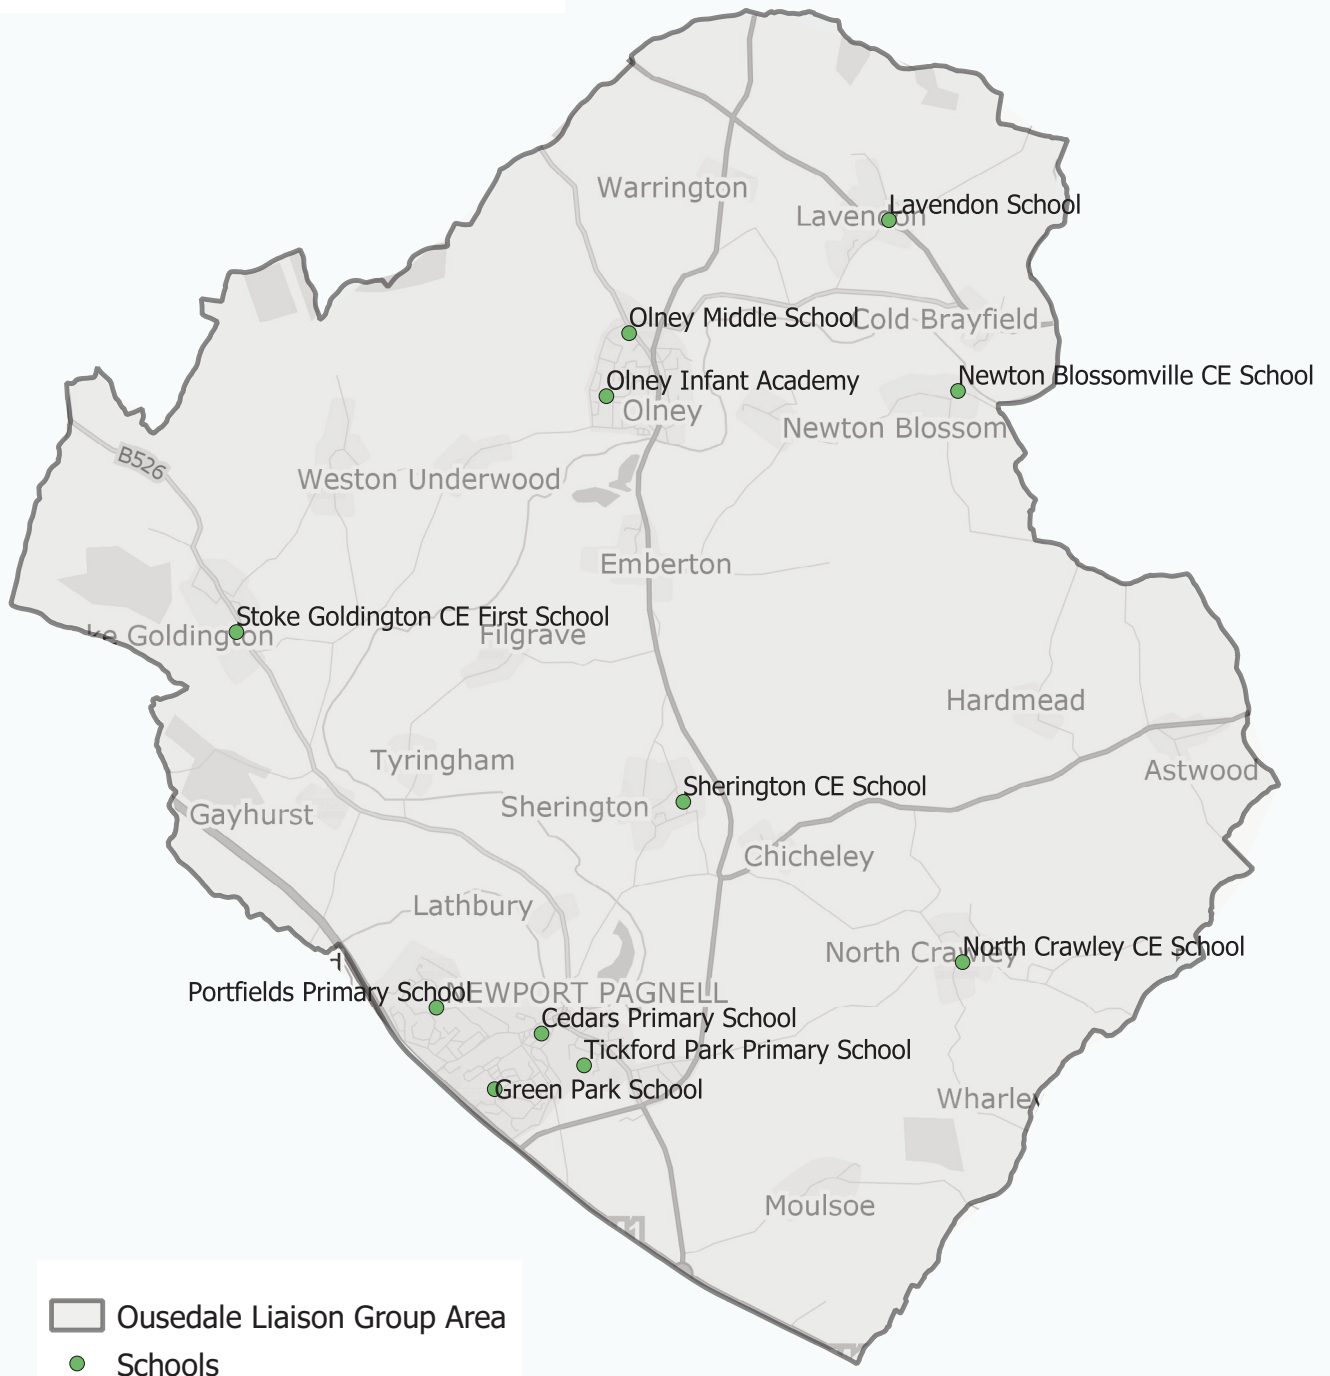 Warrington
Lavendon School
Lavendon
Olney Middle School
Cold Brayfield
Newton Blossomville CE School
Olney Infant Academy
Olney
Newton Blossom
B526
Weston Underwood
Emberton
Stoke Goldington CE First School
ke Goldington
Filgrave
Hardmead
Tyringham
Astwood
Sherington CE School
Sherington
Gayhurst
Chicheley
Lathbury
North Crawley CE School
North Crawley
Portfields Primary School
NEWPORT PAGNELL
Cedars Primary School
Tickford Park Primary School
Green Park School
Wharley
Moulsoe
Ousedale Liaison Group Area
Schools